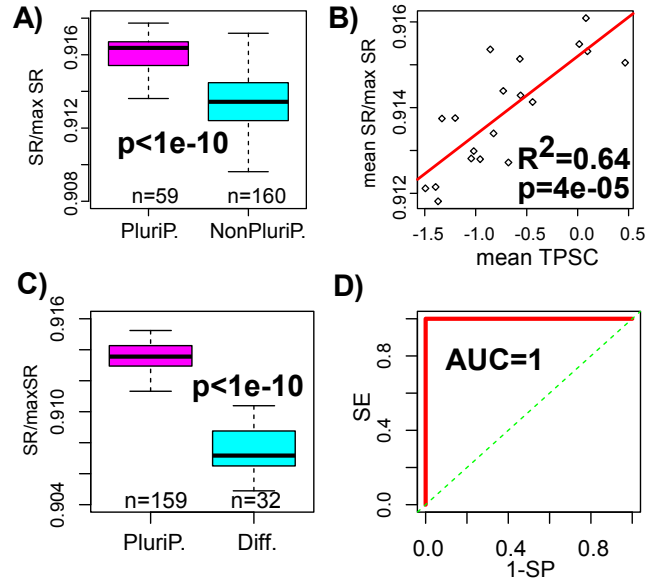 A)
SR/max SR
0.916
0.912
0.908
p<1e-10
n=59 n=160
PluriP. NonPluriP.
B)
mean SR/max SR
0.916
0.914
0.912
R²=0.64
p=4e-05
-1.5 -1.0 -0.5 0.0 0.5
mean TPSC
C)
SR/maxSR
0.916
0.910
0.904
p<1e-10
n=159 n=32
PluriP. Diff.
D)
SE
0.8
0.4
0.0
AUC=1
0.0 0.4 0.8
1-SP